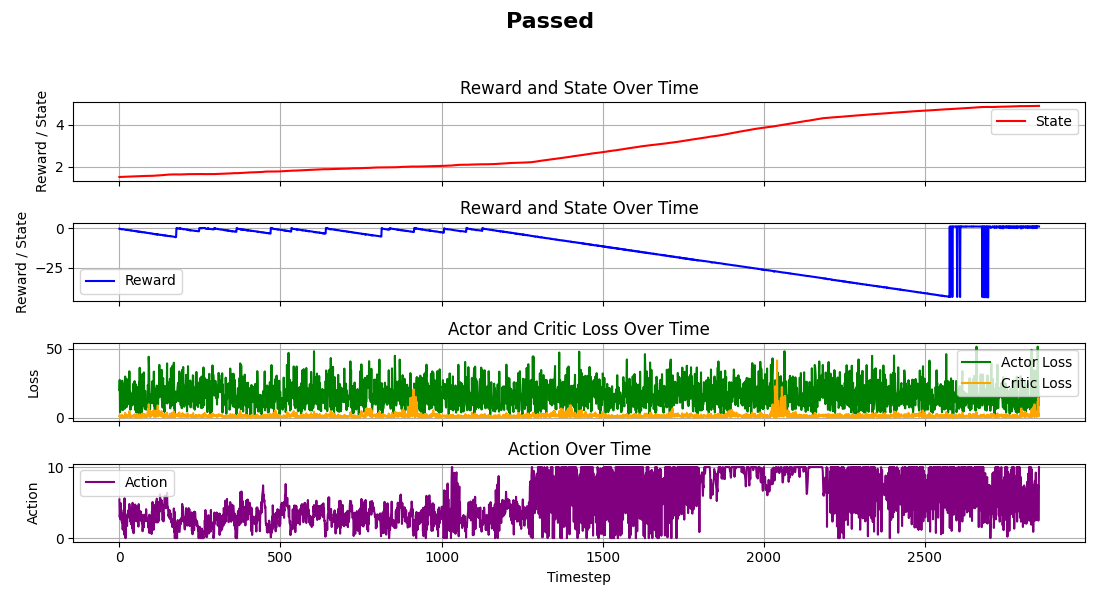 Passed
Reward and State Over Time
Reward / State
4
2
State
Reward and State Over Time
Reward / State
0
−25
Reward
Actor and Critic Loss Over Time
Loss
50
0
Actor Loss
Critic Loss
Action Over Time
Action
10
0
Action
0 500 1000 1500 2000 2500
Timestep